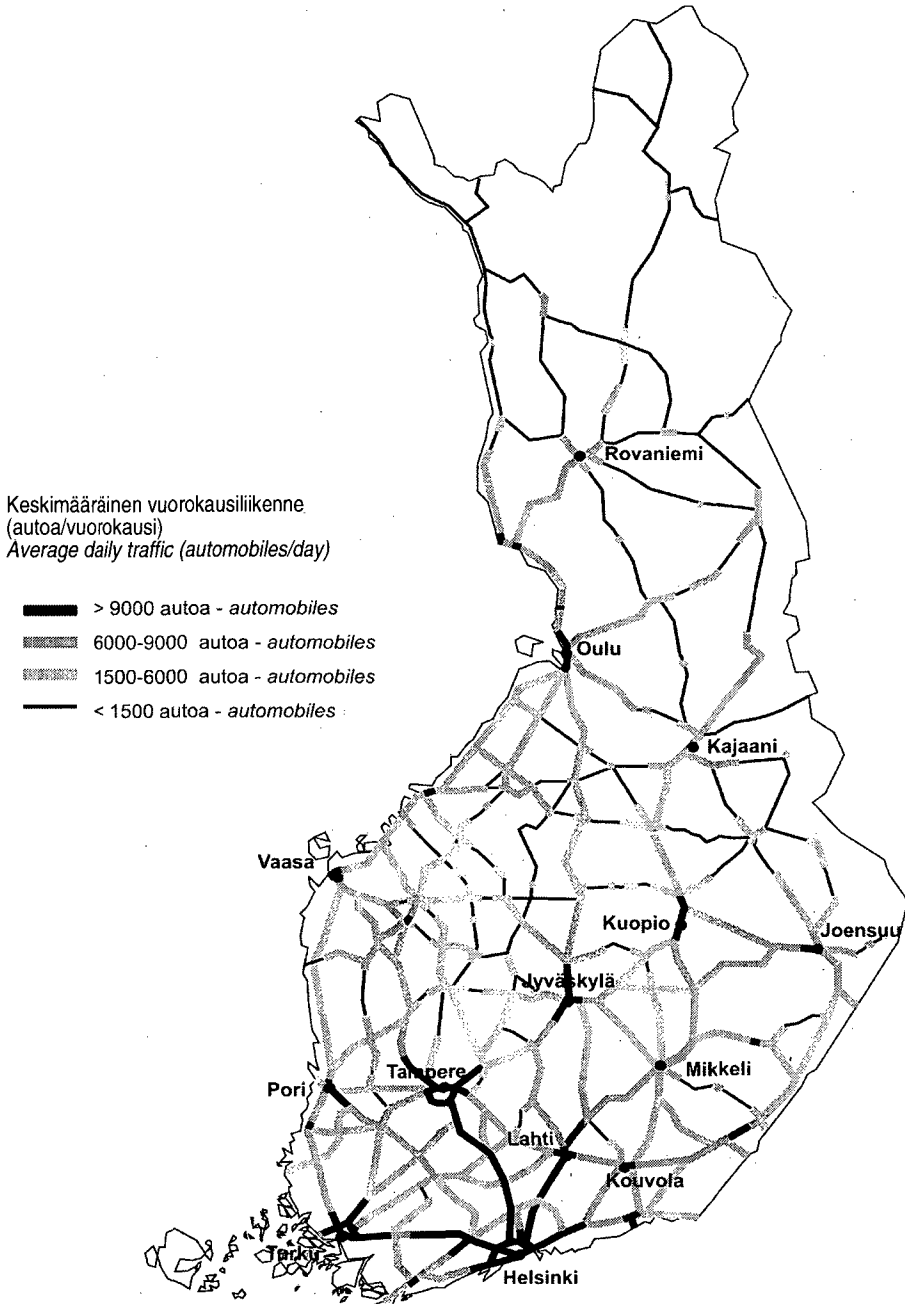 Rovaniemi
Keskimääräinen vuorokausiliikenne
(autoa/vuorokausi)
Average daily traffic (automobiles/day)
> 9000 autoa - automobiles
6000-9000 autoa - automobiles
1500-6000 autoa - automobiles
< 1500 autoa - automobiles
Oulu
Kajaani
Vaasa
Kuopio
Joensuu
Jyväskylä
Tampere
Mikkeli
Pori
Lahti
Kouvola
Turku
Helsinki